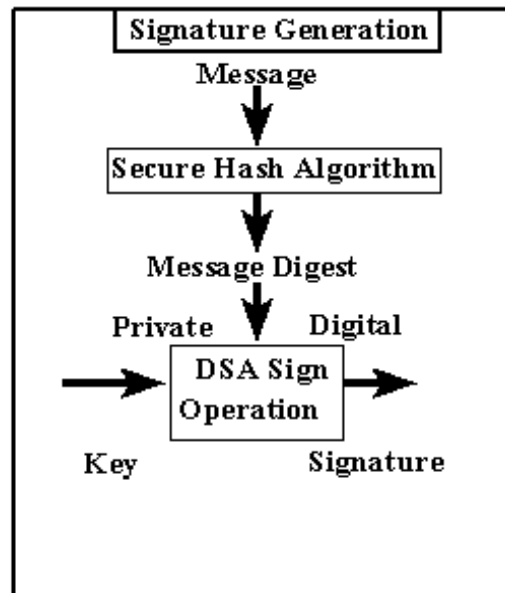 Signature Generation
Message
Secure Hash Algorithm
Message Digest
Private
Digital
DSA Sign
Operation
Key
Signature